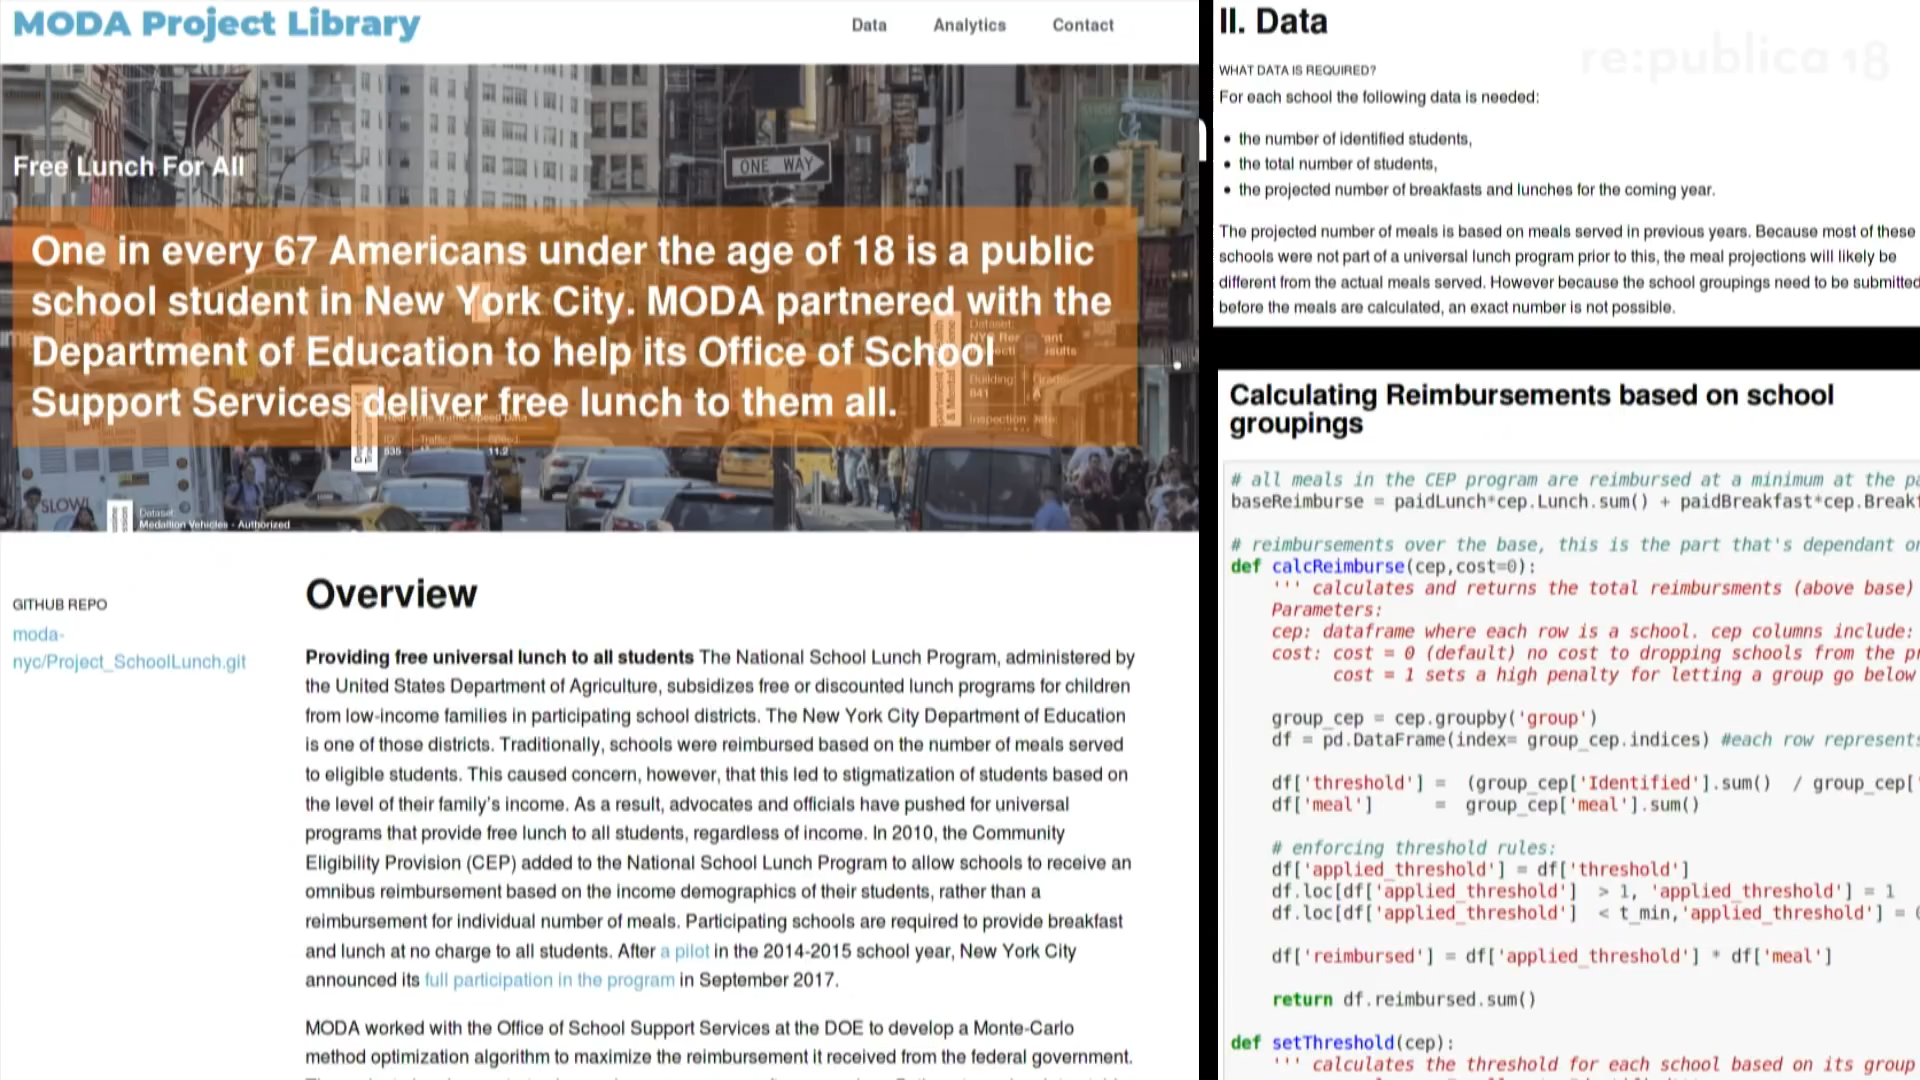 MODA Project Library
Data
Analytics
Contact
Free Lunch For All
ONE WAY
One in every 67 Americans under the age of 18 is a public
school student in New York City. MODA partnered with the
Department of Education to help its Office of School
Support Services deliver free lunch to them all.
Dataset:
Building:
841
Inspection
835
Traffic
Speed
11.2
SLOW!
Dataset
Medallion Vehicles - Authorized
GITHUB REPO
moda-
nyc/Project_SchoolLunch.git
Overview
Providing free universal lunch to all students The National School Lunch Program, administered by
the United States Department of Agriculture, subsidizes free or discounted lunch programs for children
from low-income families in participating school districts. The New York City Department of Education
is one of those districts. Traditionally, schools were reimbursed based on the number of meals served
to eligible students. This caused concern, however, that this led to stigmatization of students based on
the level of their family's income. As a result, advocates and officials have pushed for universal
programs that provide free lunch to all students, regardless of income. In 2010, the Community
Eligibility Provision (CEP) added to the National School Lunch Program to allow schools to receive an
omnibus reimbursement based on the income demographics of their students, rather than a
reimbursement for individual number of meals. Participating schools are required to provide breakfast
and lunch at no charge to all students. After a pilot in the 2014-2015 school year, New York City
announced its full participation in the program in September 2017.
MODA worked with the Office of School Support Services at the DOE to develop a Monte-Carlo
method optimization algorithm to maximize the reimbursement it received from the federal government.
II. Data
re:publica 18
WHAT DATA IS REQUIRED?
For each school the following data is needed:
• the number of identified students,
• the total number of students,
• the projected number of breakfasts and lunches for the coming year.
The projected number of meals is based on meals served in previous years. Because most of these
schools were not part of a universal lunch program prior to this, the meal projections will likely be
different from the actual meals served. However because the school groupings need to be submitted
before the meals are calculated, an exact number is not possible.
Calculating Reimbursements based on school
groupings
# all meals in the CEP program are reimbursed at a minimum at the pa
baseReimburse = paidLunch*cep.Lunch.sum() + paidBreakfast*cep.Breakf
# reimbursements over the base, this is the part that's dependant on
def calcReimburse(cep,cost=0):
''' calculates and returns the total reimbursments (above base)
Parameters:
cep: dataframe where each row is a school. cep columns include:
cost: cost = 0 (default) no cost to dropping schools from the pr
cost = 1 sets a high penalty for letting a group go below
group_cep = cep.groupby('group')
df = pd.DataFrame(index= group_cep.indices) #each row represents
df['threshold'] = (group_cep['Identified'].sum() / group_cep['
df['meal'] = group_cep['meal'].sum()
# enforcing threshold rules:
df['applied_threshold'] = df['threshold']
df.loc[df['applied_threshold'] > 1, 'applied_threshold'] = 1
df.loc[df['applied_threshold'] < t_min,'applied_threshold'] = 0
df['reimbursed'] = df['applied_threshold'] * df['meal']
return df.reimbursed.sum()
def setThreshold(cep):
''' calculates the threshold for each school based on its group